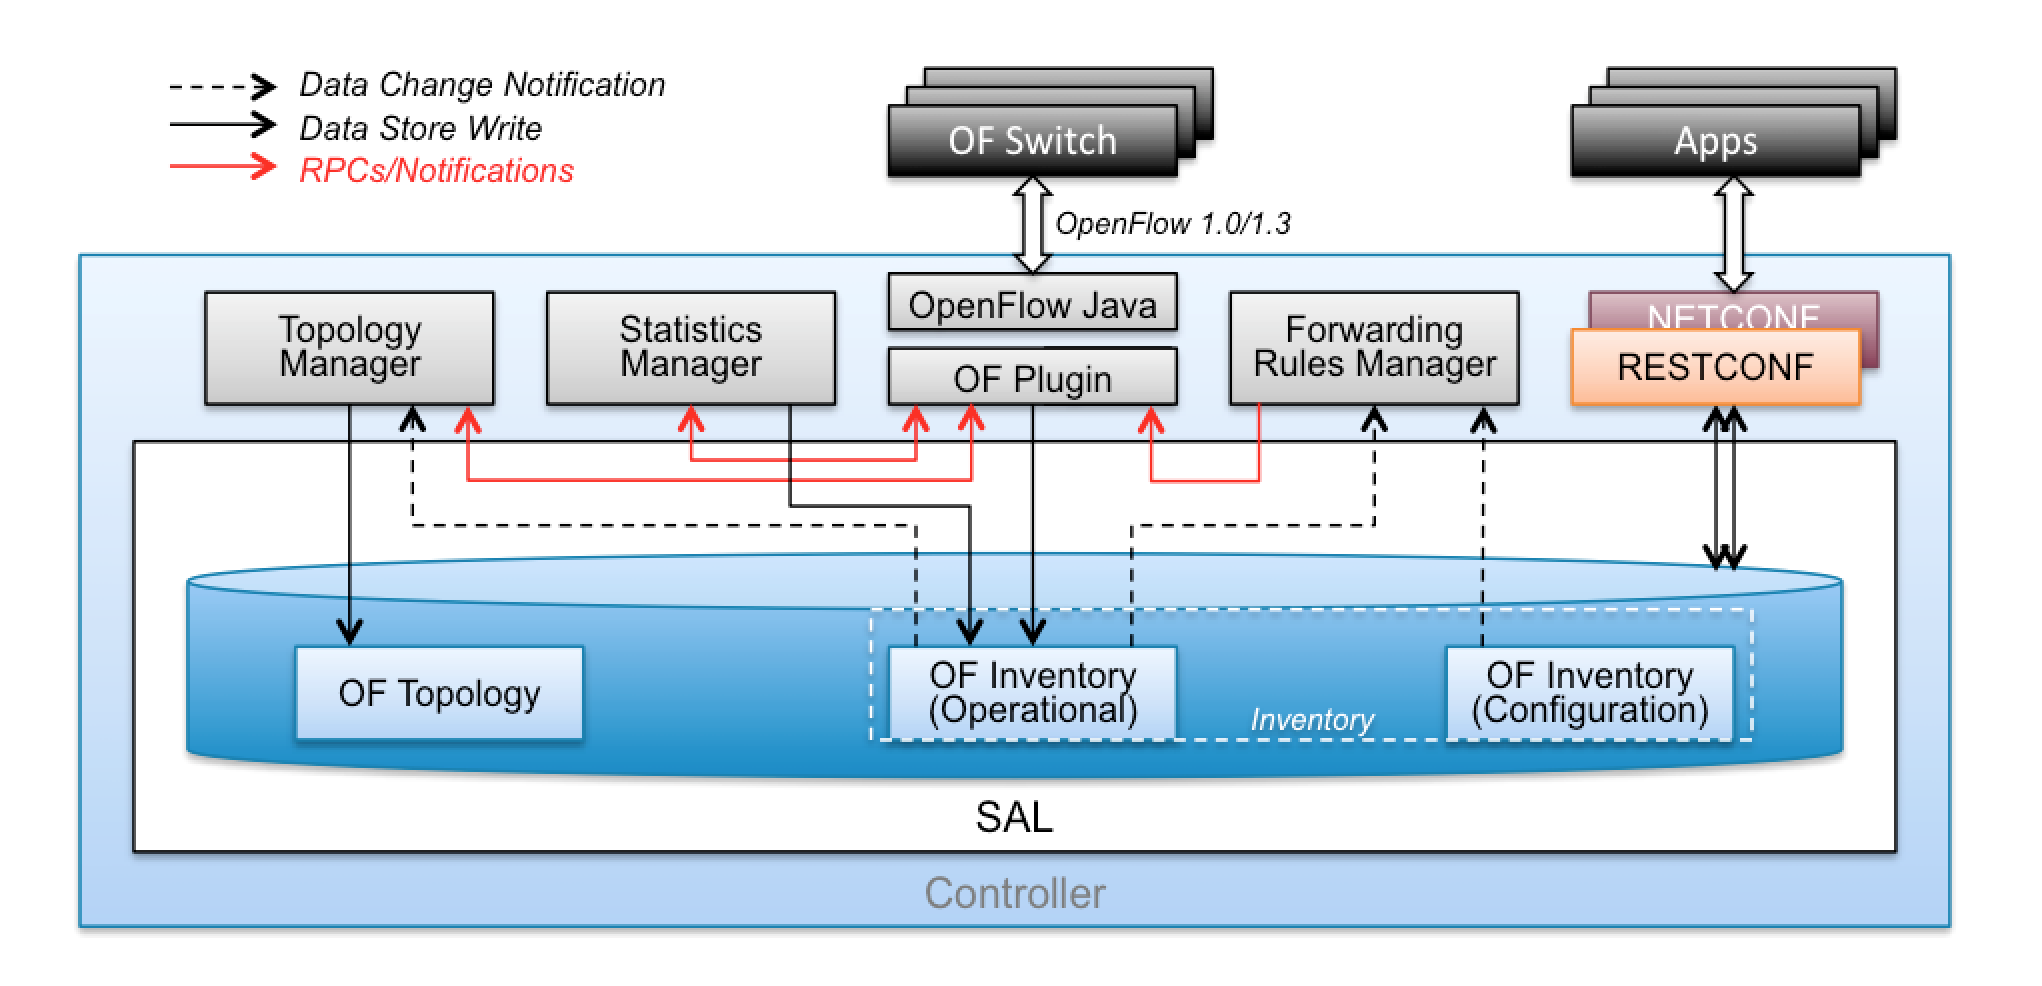 Data Change Notification
Data Store Write
RPCs/Notifications
OF Switch
Apps
OpenFlow 1.0/1.3
Topology
Manager
Statistics
Manager
OpenFlow Java
OF Plugin
Forwarding
Rules Manager
NETCONF
RESTCONF
OF Topology
OF Inventory
(Operational)
Inventory
OF Inventory
(Configuration)
SAL
Controller